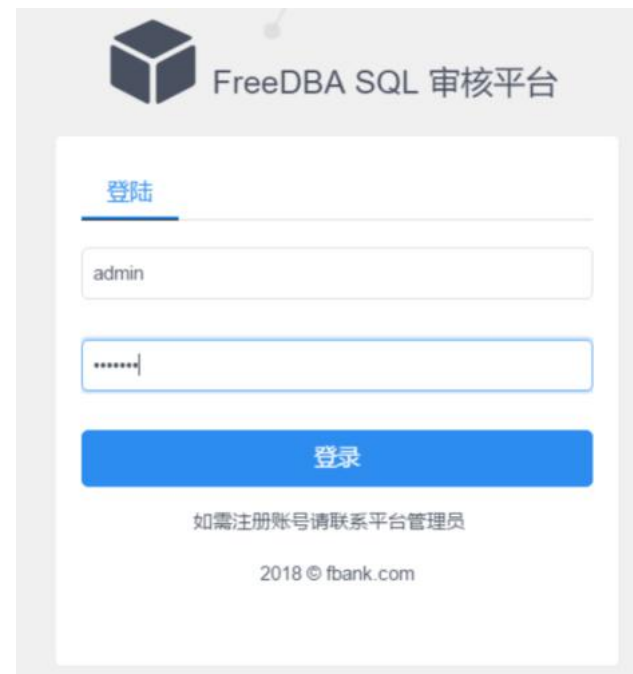 FreeDBA SQL 审核平台
登陆
admin
•••••••
登录
如需注册账号请联系平台管理员
2018 © fbank.com